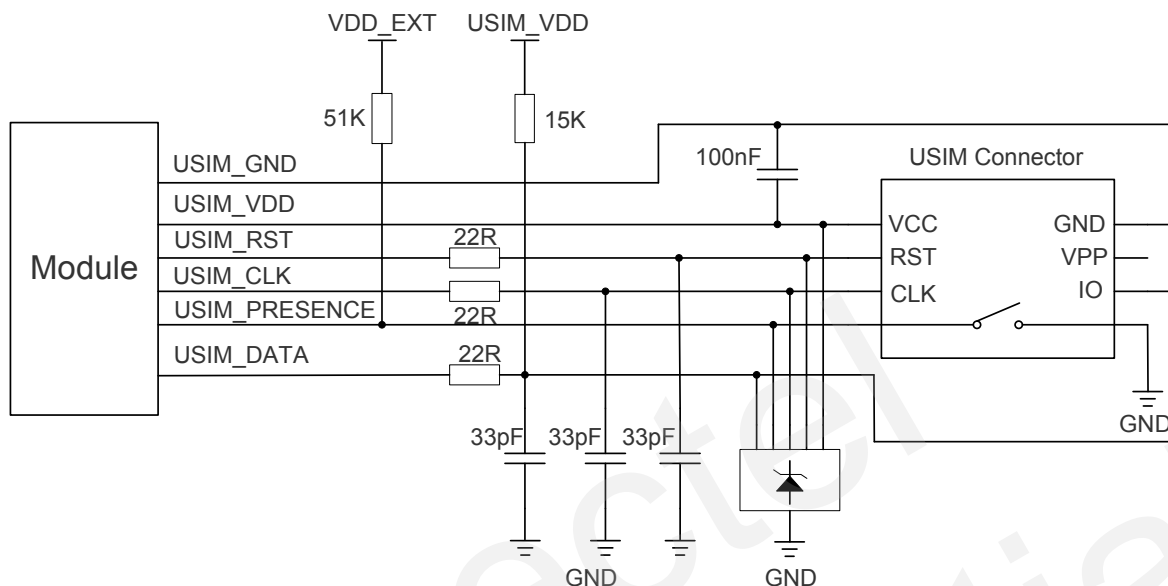 VDD_EXT
USIM_VDD
51K
15K
Module
USIM_GND
USIM_VDD
USIM_RST
USIM_CLK
USIM_PRESENCE
USIM_DATA
22R
22R
22R
100nF
USIM Connector
VCC
RST
CLK
GND
VPP
IO
GND
33pF
33pF
33pF
GND
GND